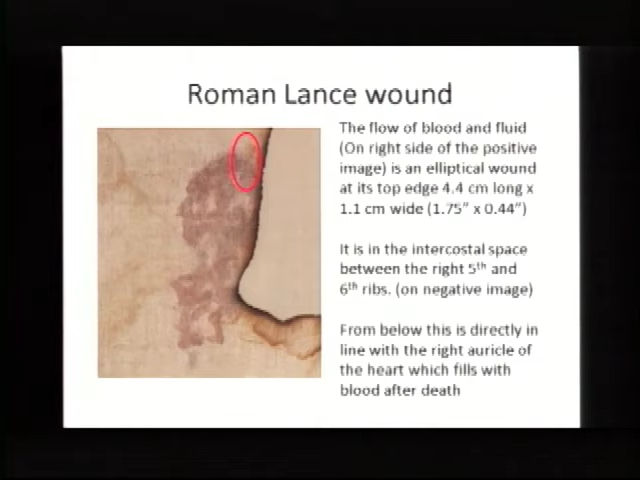 Roman Lance wound
The flow of blood and fluid
(On right side of the positive
image) is an elliptical wound
at its top edge 4.4 cm long x
1.1 cm wide (1.75” x 0.44”)
It is in the intercostal space
between the right 5th and
6th ribs. (on negative image)
From below this is directly in
line with the right auricle of
the heart which fills with
blood after death